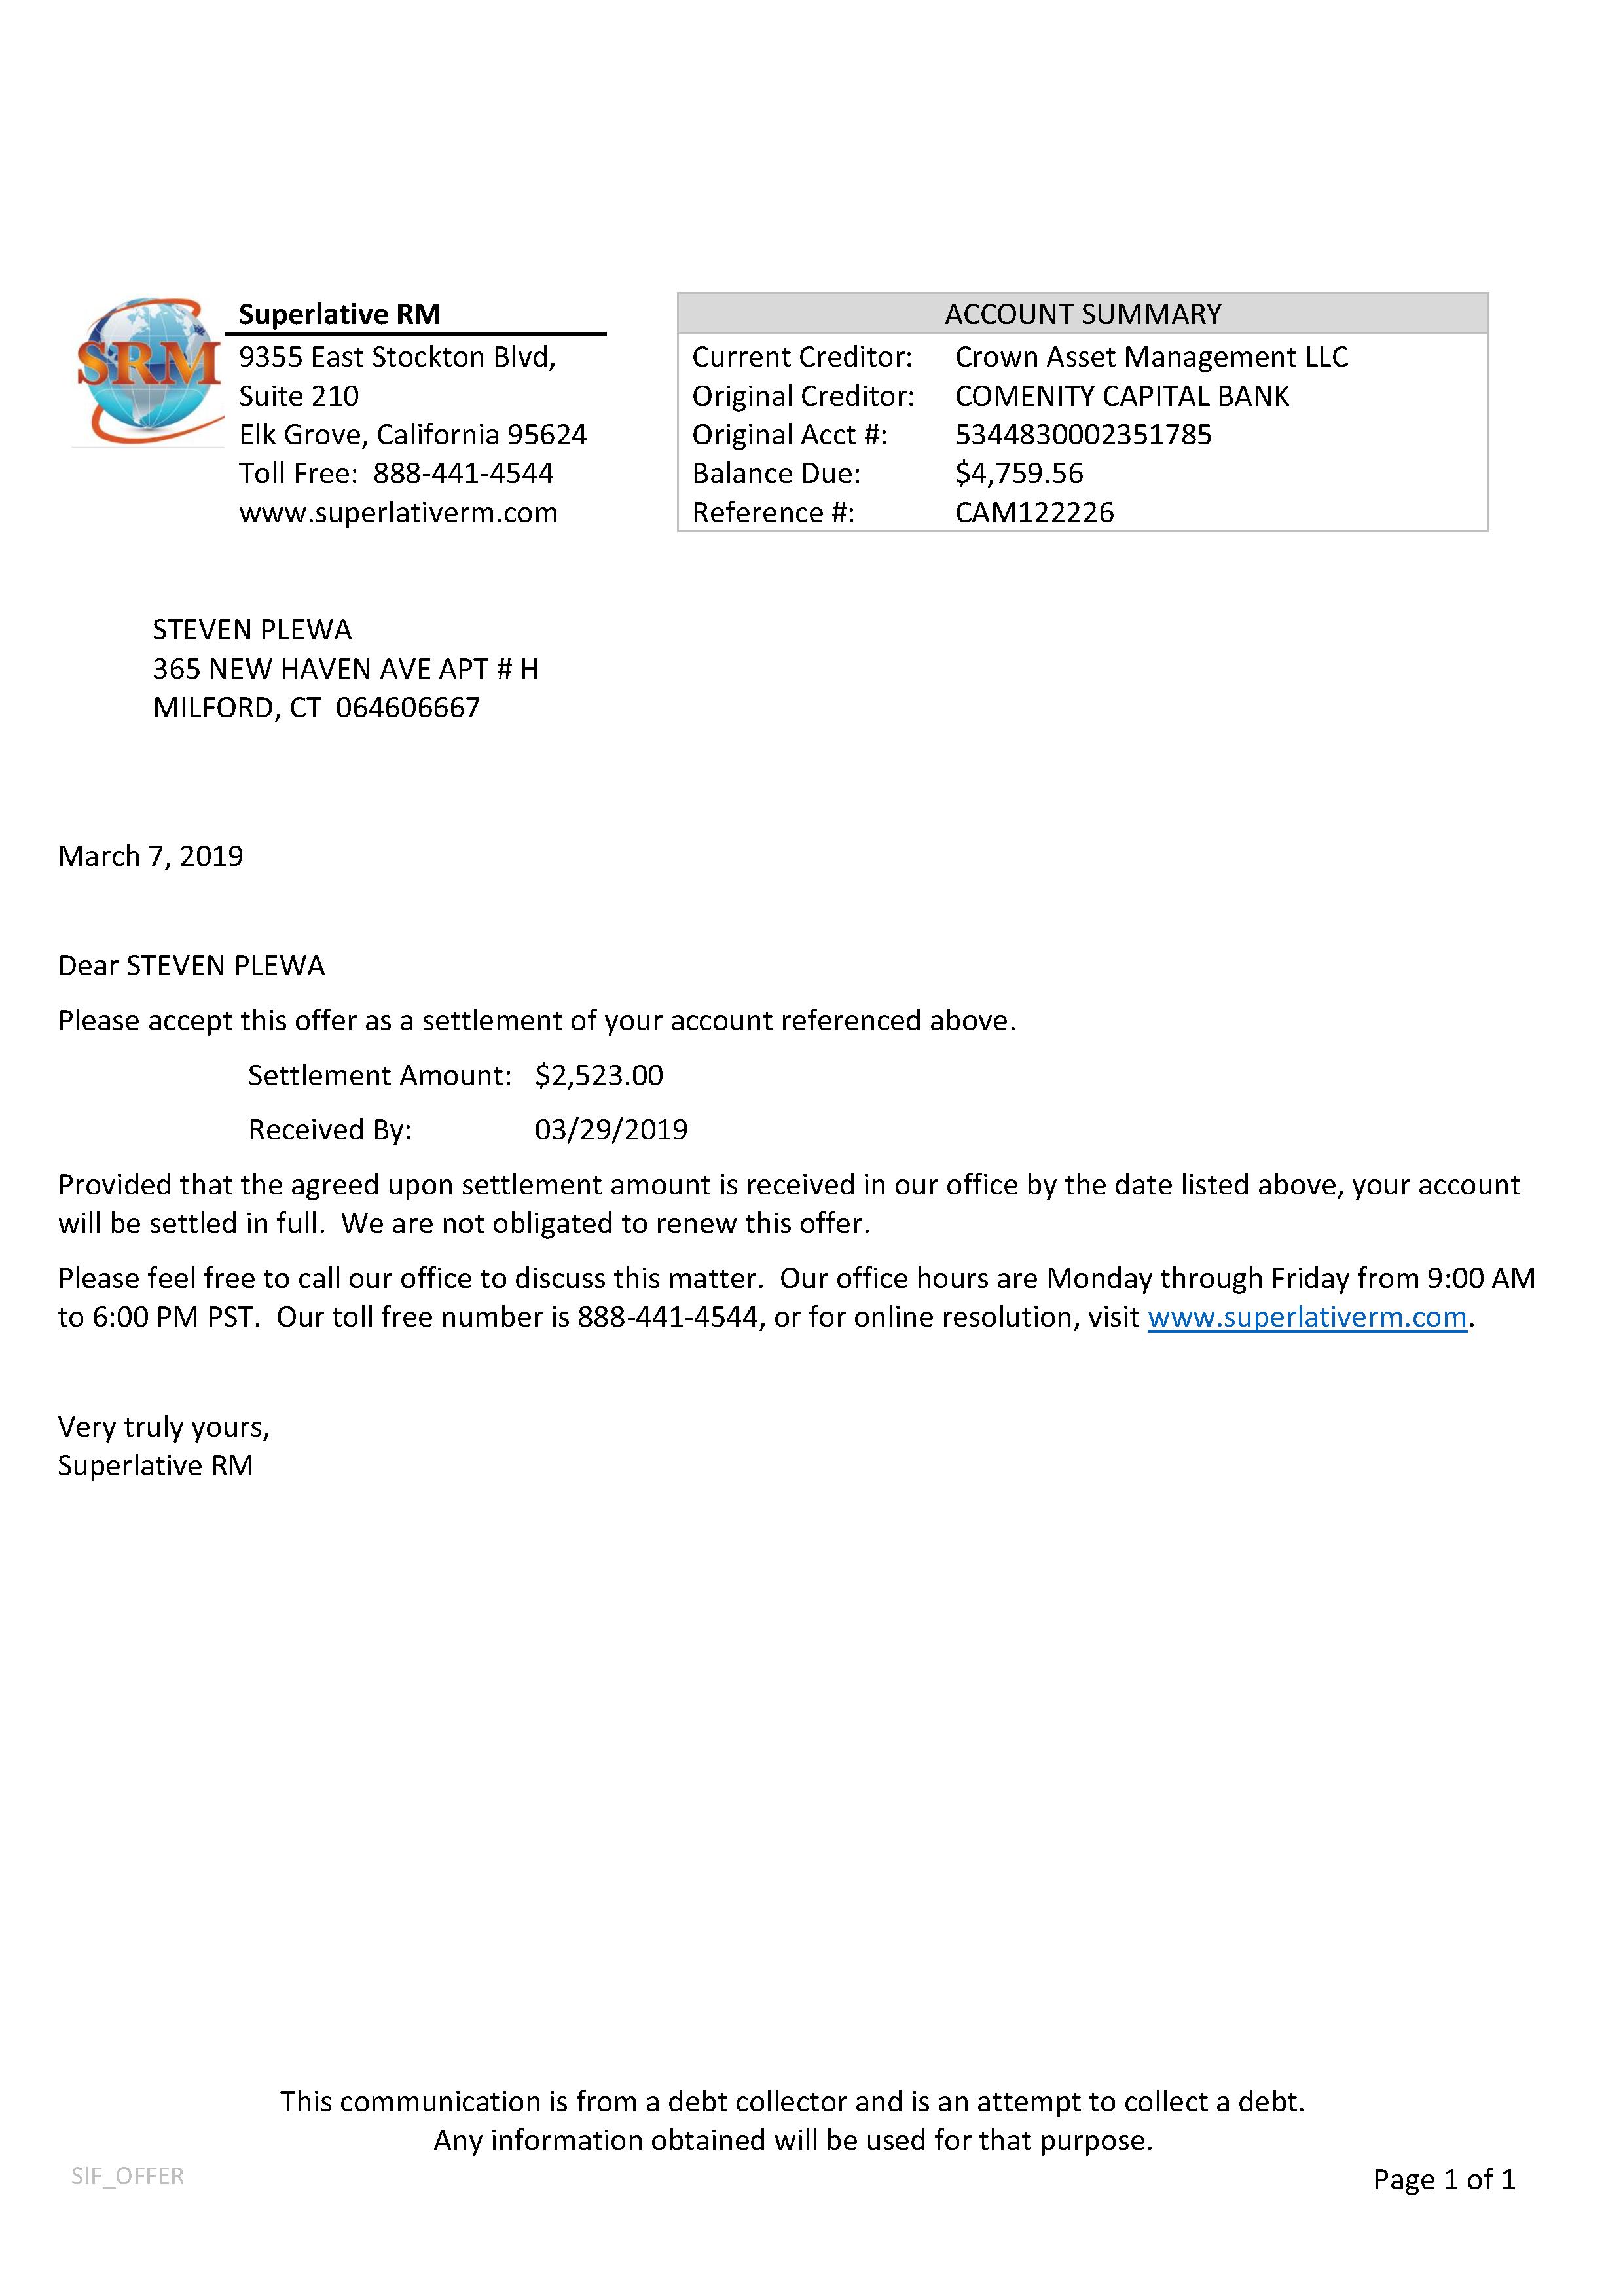 SRM
Superlative RM
9355 East Stockton Blvd,
Suite 210
Elk Grove, California 95624
Toll Free:  888-441-4544
www.superlativerm.com
ACCOUNT SUMMARY
Current Creditor: Crown Asset Management LLC
Original Creditor: COMENITY CAPITAL BANK
Original Acct #: 5344830002351785
Balance Due: $4,759.56
Reference #: CAM122226
STEVEN PLEWA
365 NEW HAVEN AVE APT # H
MILFORD, CT  064606667
March 7, 2019
Dear STEVEN PLEWA
Please accept this offer as a settlement of your account referenced above.
Settlement Amount: $2,523.00
Received By: 03/29/2019
Provided that the agreed upon settlement amount is received in our office by the date listed above, your account
will be settled in full.  We are not obligated to renew this offer.
Please feel free to call our office to discuss this matter.  Our office hours are Monday through Friday from 9:00 AM
to 6:00 PM PST.  Our toll free number is 888-441-4544, or for online resolution, visit www.superlativerm.com.
Very truly yours,
Superlative RM
This communication is from a debt collector and is an attempt to collect a debt.
Any information obtained will be used for that purpose.
SIF_OFFER
Page 1 of 1